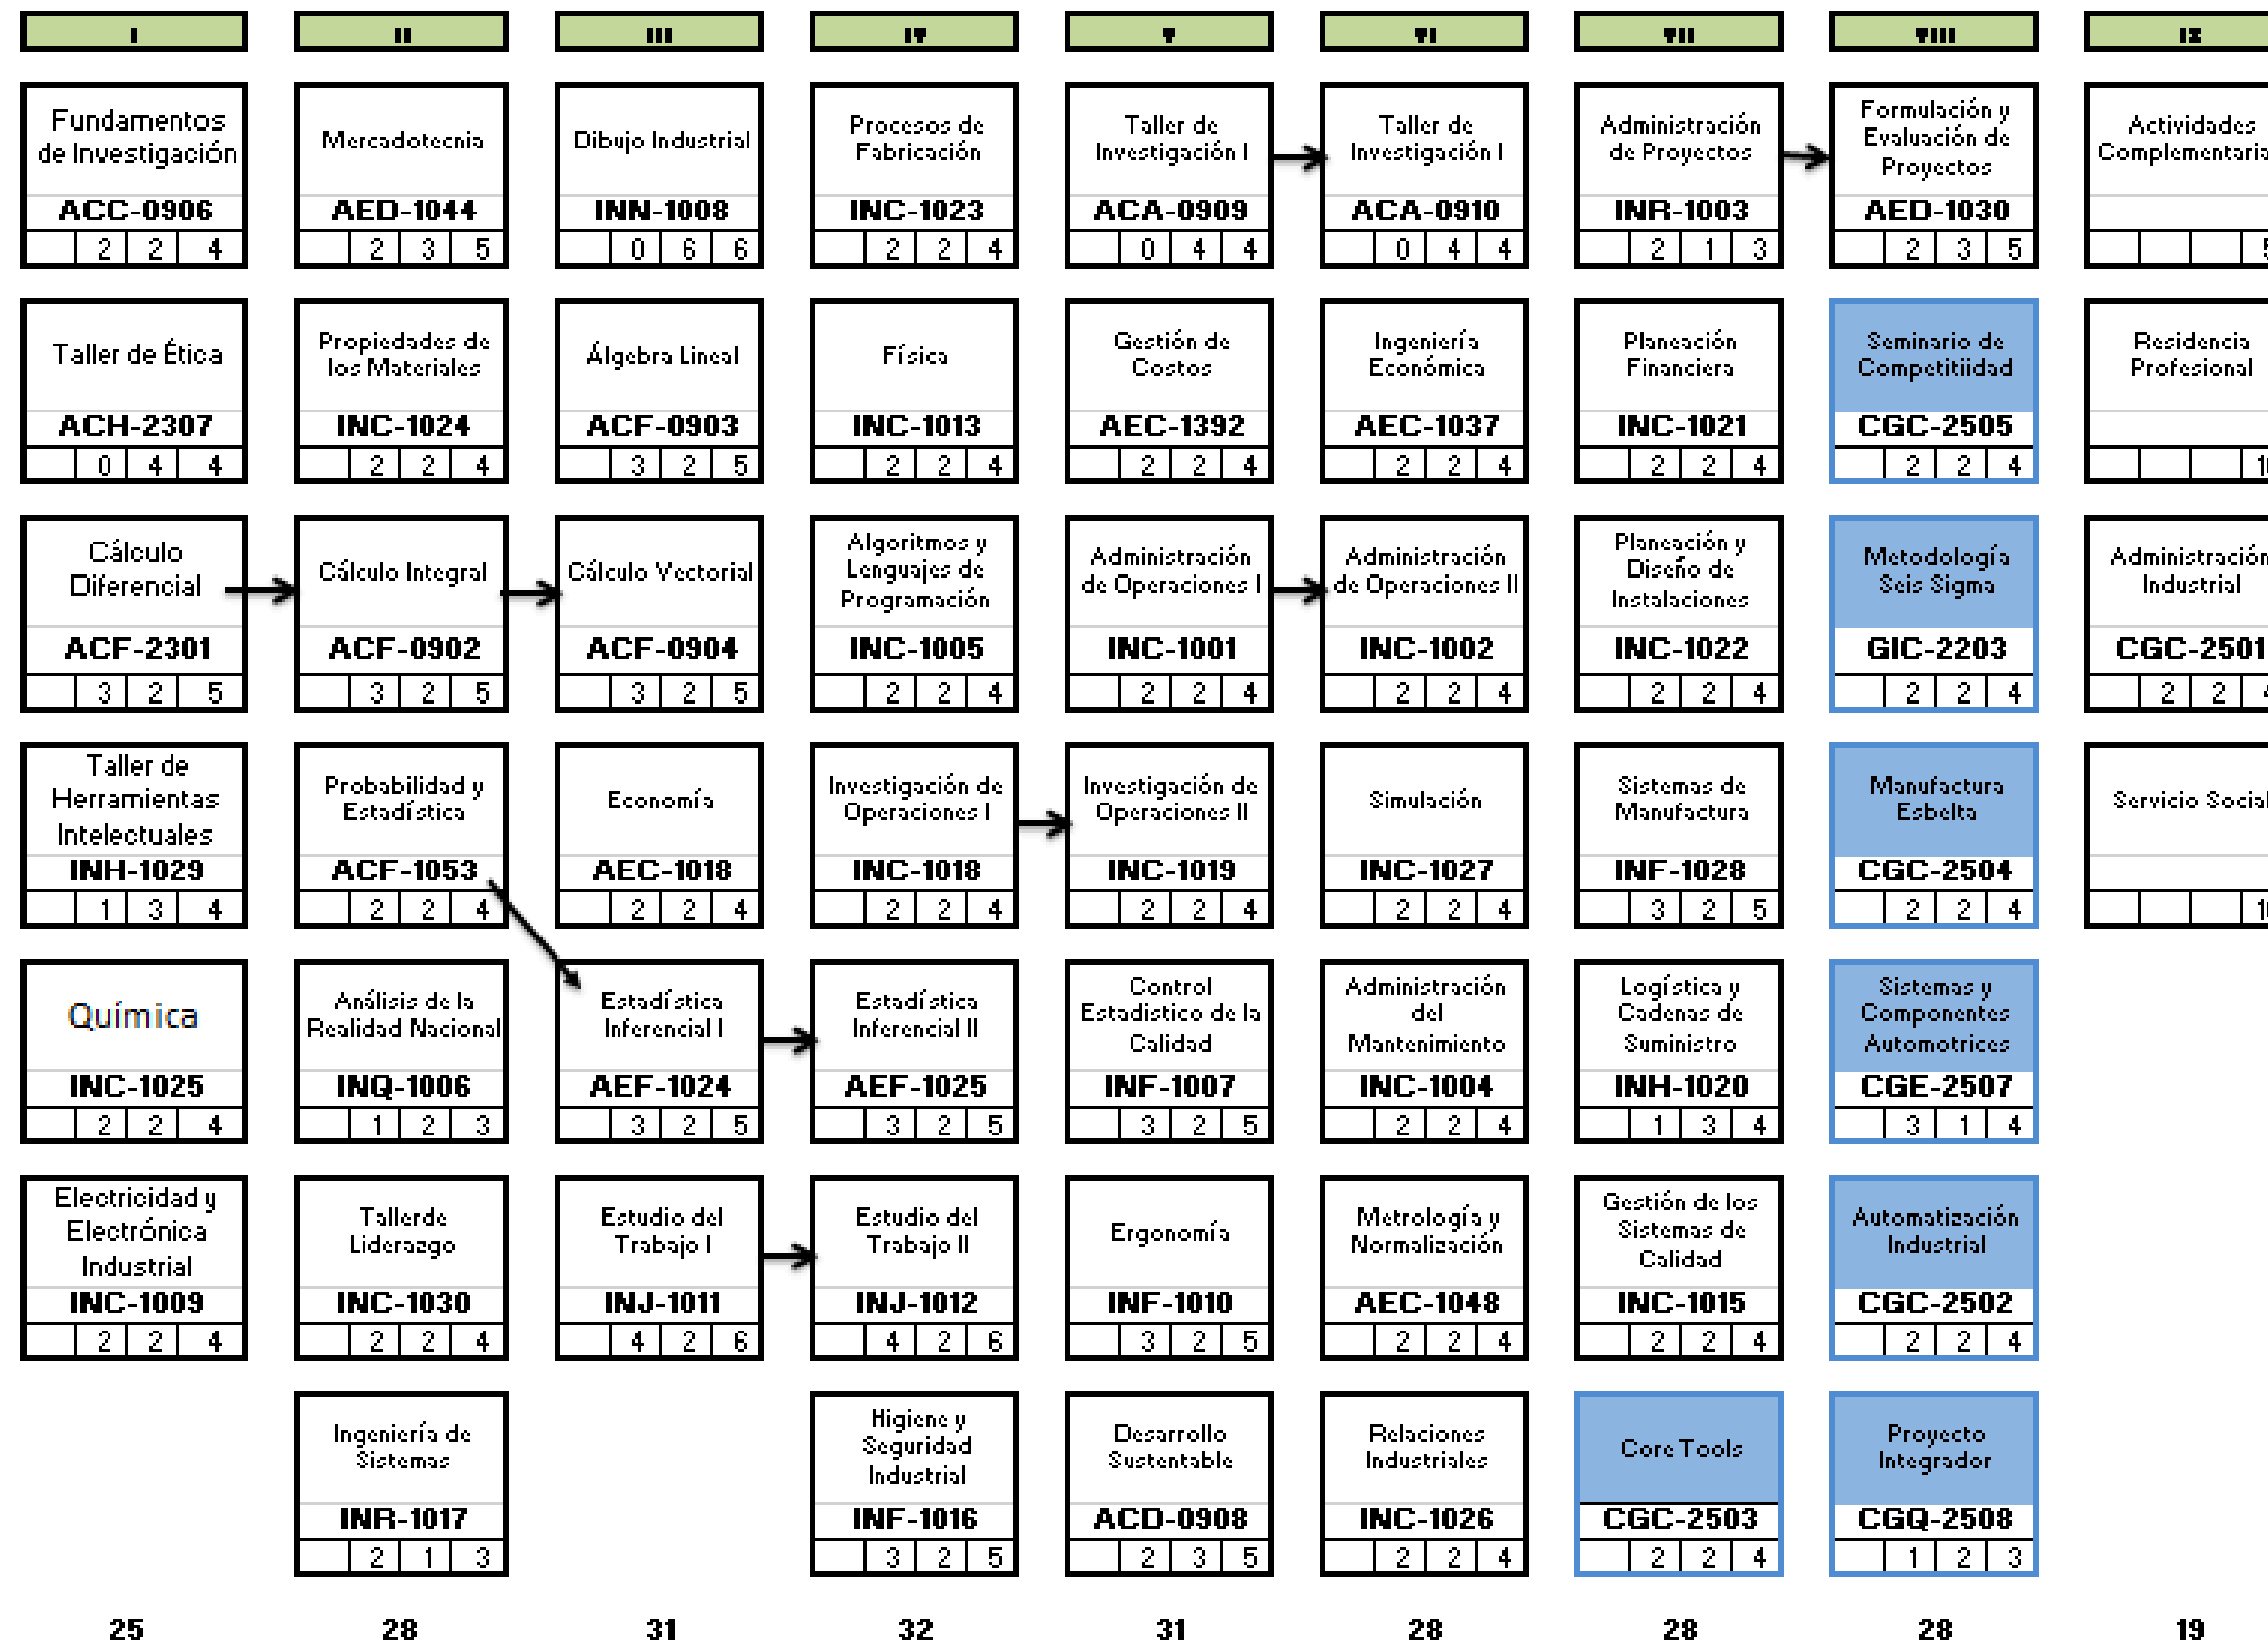 I II III IV V VI VII VIII IX
Fundamentos
de Investigación
ACC-0906
2 2 4
Mercadotecnia
AED-1044
2 3 5
Dibujo Industrial
INN-1008
0 6 6
Procesos de
Fabricación
INC-1023
2 2 4
Taller de
Investigación I
ACA-0909
0 4 4
Taller de
Investigación I
ACA-0910
0 4 4
Administración
de Proyectos
INR-1003
2 1 3
Formulación y
Evaluación de
Proyectos
AED-1030
2 3 5
Actividades
Taller de Ética
ACH-2307
0 4 4
Propiedades de
los Materiales
INC-1024
2 2 4
Álgebra Lineal
ACF-0903
3 2 5
Física
INC-1013
2 2 4
Gestión de
Costos
AEC-1392
2 2 4
Ingeniería
Económica
AEC-1037
2 2 4
Planeación
Financiera
INC-1021
2 2 4
Seminario de
Competitiidad
CGC-2505
2 2 4
Residencia
Profesional
Cálculo
Diferencial
ACF-2301
3 2 5
Cálculo Integral
ACF-0902
3 2 5
Cálculo Vectorial
ACF-0904
3 2 5
Algoritmos y
Lenguajes de
Programación
INC-1005
2 2 4
Administración
de Operaciones I
INC-1001
2 2 4
Administración
de Operaciones II
INC-1002
2 2 4
Planeación y
Diseño de
Instalaciones
INC-1022
2 2 4
Metodología
Seis Sigma
GIC-2203
2 2 4
Administración
Industrial
CGC-2501
2 2
Taller de
Herramientas
Intelectuales
INH-1029
1 3 4
Probabilidad y
Estadística
ACF-1053
2 2 4
Economía
AEC-1018
2 2 4
Investigación de
Operaciones I
INC-1018
2 2 4
Investigación de
Operaciones II
INC-1019
2 2 4
Simulación
INC-1027
2 2 4
Sistemas de
Manufactura
INF-1028
3 2 5
Manufactura
Esbelta
CGC-2504
2 2 4
Servicio Social
Química
INC-1025
2 2 4
Análisis de la
Realidad Nacional
INQ-1006
1 2 3
Estadística
Inferencial I
AEF-1024
3 2 5
Estadística
Inferencial II
AEF-1025
3 2 5
Control
Estadistico de la
Calidad
INF-1007
3 2 5
Administración
del
Mantenimiento
INC-1004
2 2 4
Logística y
Cadenas de
Suministro
INH-1020
1 3 4
Sistemas y
Componentes
Automotrices
CGE-2507
3 1 4
Electricidad y
Electrónica
Industrial
INC-1009
2 2 4
Tallerde
Liderazgo
INC-1030
2 2 4
Estudio del
Trabajo I
INJ-1011
4 2 6
Estudio del
Trabajo II
INJ-1012
4 2 6
Ergonomía
INF-1010
3 2 5
Metrología y
Normalización
AEC-1048
2 2 4
Gestión de los
Sistemas de
Calidad
INC-1015
2 2 4
Automatización
Industrial
CGC-2502
2 2 4
Ingeniería de
Sistemas
INR-1017
2 1 3
Higiene y
Seguridad
Industrial
INF-1016
3 2 5
Desarrollo
Sustentable
ACD-0908
2 3 5
Relaciones
Industriales
INC-1026
2 2 4
Core Tools
CGC-2503
2 2 4
Proyecto
Integrador
CGQ-2508
1 2 3
25 28 31 32 31 28 28 28 19